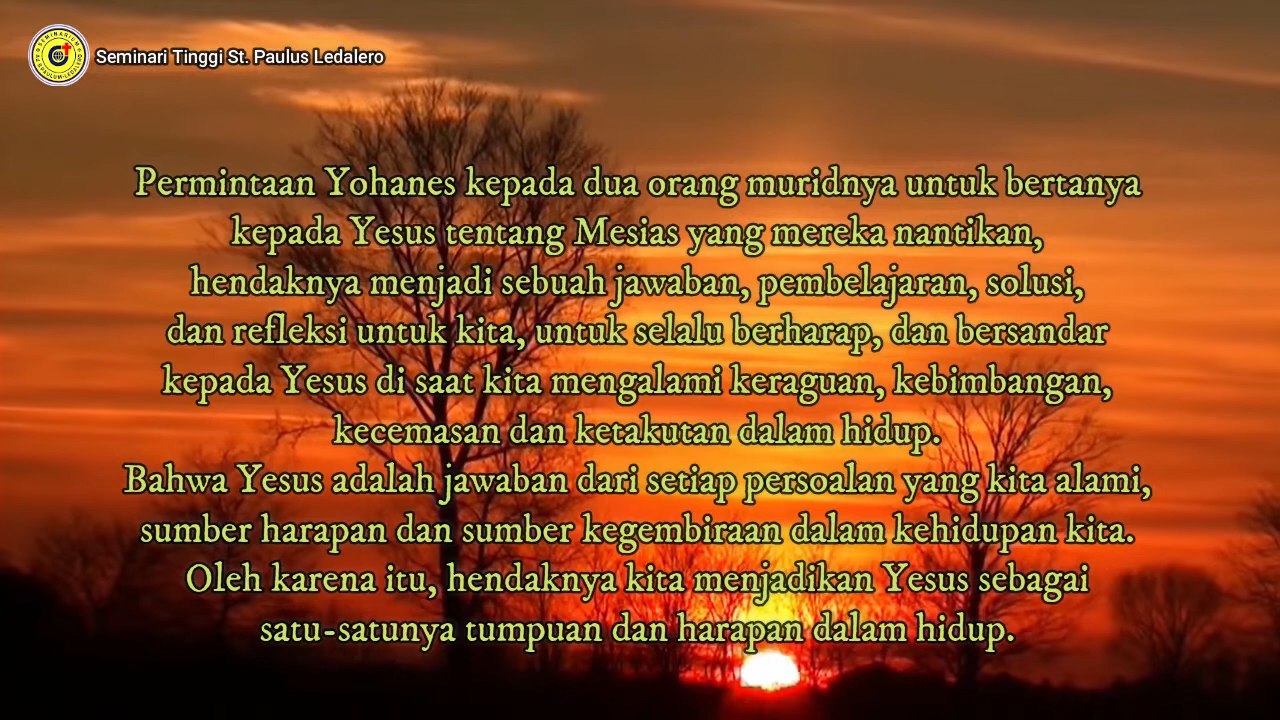 Seminari Tinggi St. Paulus Ledalero
Permintaan Yohanes kepada dua orang muridnya untuk bertanya
kepada Yesus tentang Mesias yang mereka nantikan,
hendaknya menjadi sebuah jawaban, pembelajaran, solusi,
dan refleksi untuk kita, untuk selalu berharap, dan bersandar
kepada Yesus di saat kita mengalami keraguan, kebimbangan,
kecemasan dan ketakutan dalam hidup.
Bahwa Yesus adalah jawaban dari setiap persoalan yang kita alami,
sumber harapan dan sumber kegembiraan dalam kehidupan kita.
Oleh karena itu, hendaknya kita menjadikan Yesus sebagai
satu-satunya tumpuan dan harapan dalam hidup.